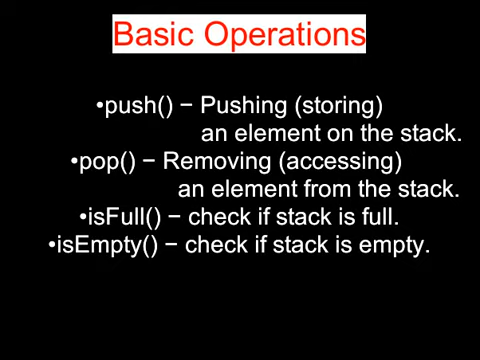 Basic Operations
•push() − Pushing (storing)
an element on the stack.
•pop() − Removing (accessing)
an element from the stack.
•isFull() − check if stack is full.
•isEmpty() − check if stack is empty.